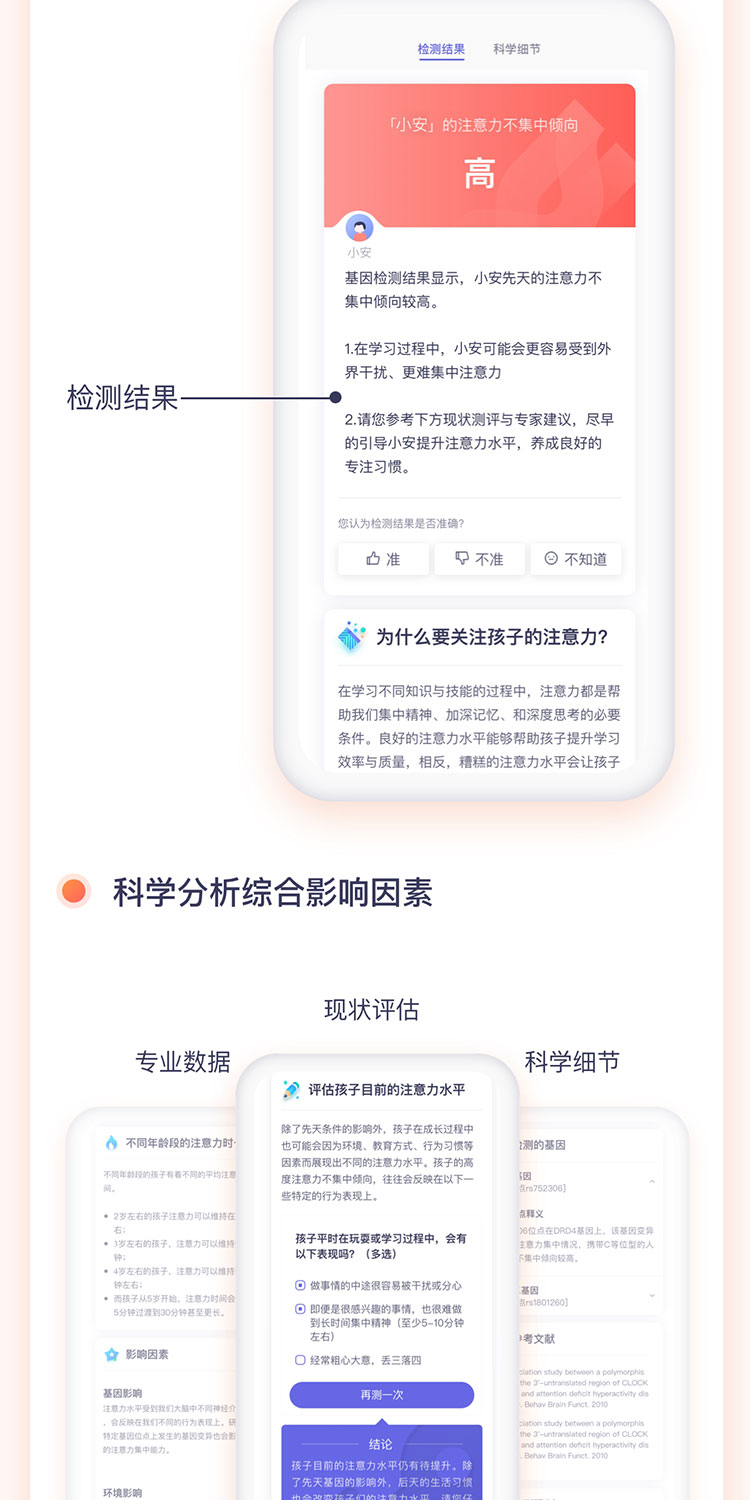 检测结果 科学细节
「小安」的注意力不集中倾向
高
小安
基因检测结果显示，小安先天的注意力不
集中倾向较高。
1.在学习过程中，小安可能会更容易受到外
界干扰、更难集中注意力
检测结果
2.请您参考下方现状测评与专家建议，尽早
的引导小安提升注意力水平，养成良好的
专注习惯。
您认为检测结果是否准确？
准 不准 不知道
为什么要关注孩子的注意力？
在学习不同知识与技能的过程中，注意力都是帮
助我们集中精神、加深记忆、和深度思考的必要
条件。良好的注意力水平能够帮助孩子提升学习
效率与质量，相反，糟糕的注意力水平会让孩子
科学分析综合影响因素
现状评估
专业数据
科学细节
不同年龄段的注意力时
不同年龄段的孩子有着不同的平均注意
间。
2岁左右的孩子注意力可以维持在
右；
3岁左右的孩子，注意力可以维持
钟；
4岁左右的孩子，注意力可以维持
钟左右；
而孩子从5岁开始，注意力时间会
5分钟过渡到30分钟甚至更长。
影响因素
基因影响
注意力水平受到我们大脑中不同神经介
，会反映在我们不同的行为表现上。研
特定基因位点上发生的基因变异也会影
的注意力集中能力。
环境影响
评估孩子目前的注意力水平
除了先天条件的影响外，孩子在成长过程中
也可能会因为环境、教育方式、行为习惯等
因素而展现出不同的注意力水平。孩子的高
度注意力不集中倾向，往往会反映在以下一
些特定的行为表现上。
孩子平时在玩耍或学习过程中，会有
以下表现吗？（多选）
做事情的中途很容易被干扰或分心
即便是很感兴趣的事情，也很难做
到长时间集中精神（至少5-10分钟
左右）
经常粗心大意，丢三落四
再测一次
结论
孩子目前的注意力水平仍有待提升。除
了先天基因的影响外，后天的生活习惯
也会改变孩子们的注意力水平，请您仔
检测的基因
基因
点rs752306]
点释义
06位点在DRD4基因上，该基因变异
注意力集中情况，携带C等位型的人
不集中倾向较高。
基因
点rs1801260]
参考文献
ciation study between a polymorphis
the 3'-untranslated region of CLOCK
and attention deficit hyperactivity dis
. Behav Brain Funct. 2010
ciation study between a polymorphis
the 3'-untranslated region of CLOCK
and attention deficit hyperactivity dis
. Behav Brain Funct. 2010